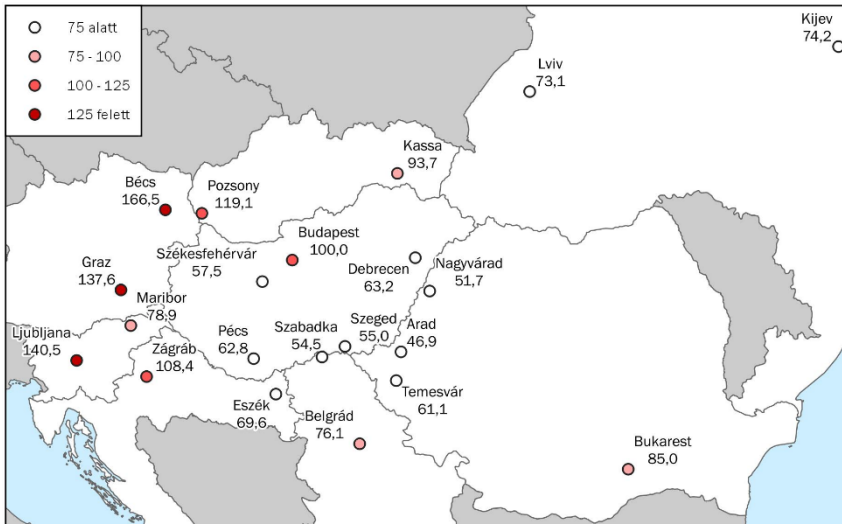 75 alatt
75 - 100
100 - 125
125 felett
Kijev
74,2
Lviv
73,1
Kassa
93,7
Bécs
166,5
Pozsony
119,1
Budapest
100,0
Székesfehérvár
57,5
Debrecen
63,2
Nagyvárad
51,7
Graz
137,6
Maribor
78,9
Ljubljana
140,5
Zágráb
108,4
Pécs
62,8
Szabadka
54,5
Szeged
55,0
Arad
46,9
Temesvár
61,1
Eszék
69,6
Belgrád
76,1
Bukarest
85,0